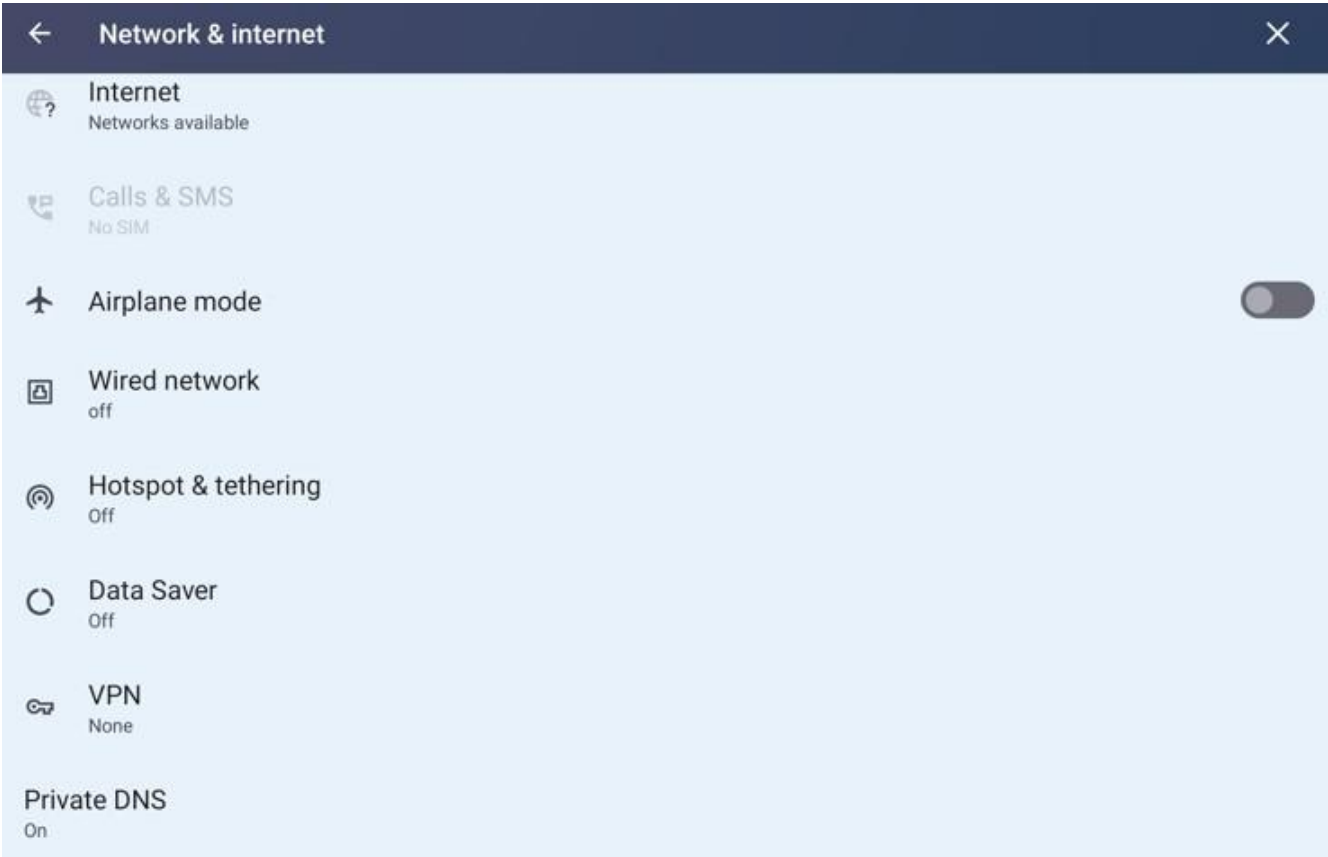 Network & internet
Internet
Networks available
Calls & SMS
No SIM
Airplane mode
Wired network
off
Hotspot & tethering
Off
Data Saver
Off
VPN
None
Private DNS
On